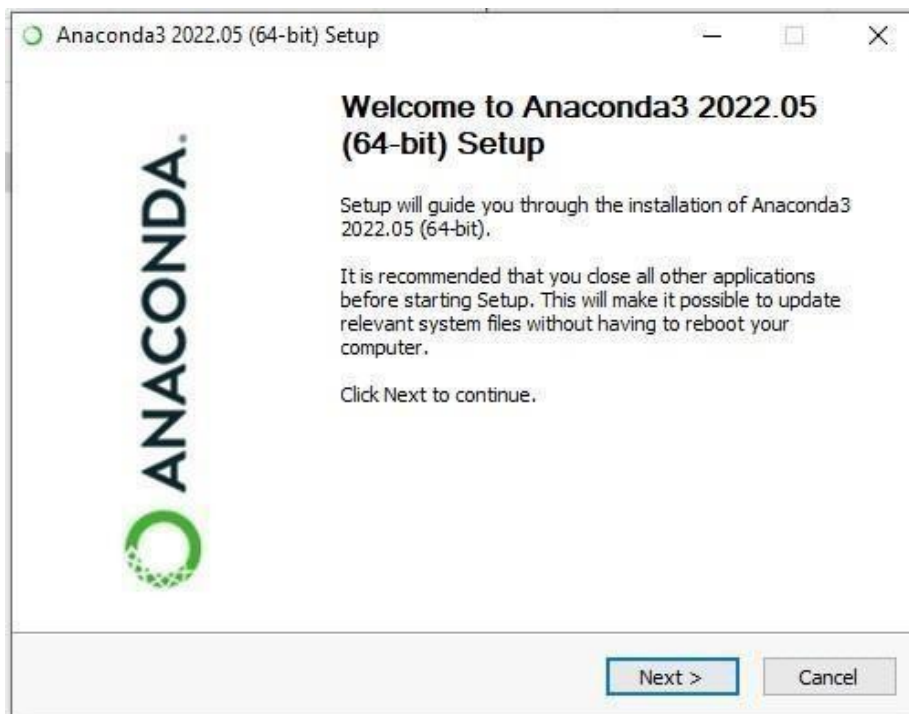 Anaconda3 2022.05 (64-bit) Setup
Welcome to Anaconda3 2022.05
(64-bit) Setup
Setup will guide you through the installation of Anaconda3
2022.05 (64-bit).
It is recommended that you close all other applications
before starting Setup. This will make it possible to update
relevant system files without having to reboot your
computer.
Click Next to continue.
ANACONDA.
Next >
Cancel